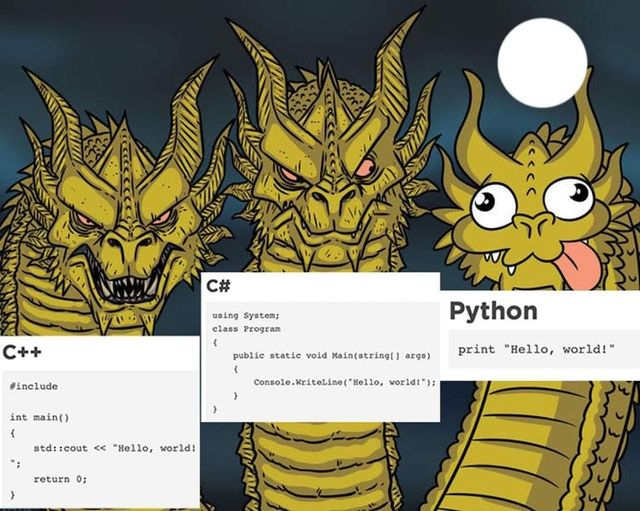 C++
#include
int main()
{
std::cout << "Hello, world!
";
return 0;
}
C#
using System;
class Program
{
public static void Main(string[] args)
{
Console.WriteLine("Hello, world!");
}
}
Python
print "Hello, world!"